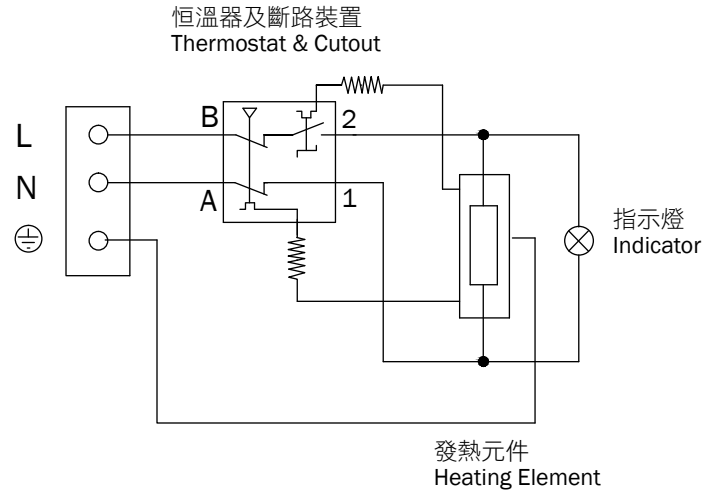 恒溫器及斷路裝置
Thermostat & Cutout
B
2
L
N
A
1
指示燈
Indicator
發熱元件
Heating Element